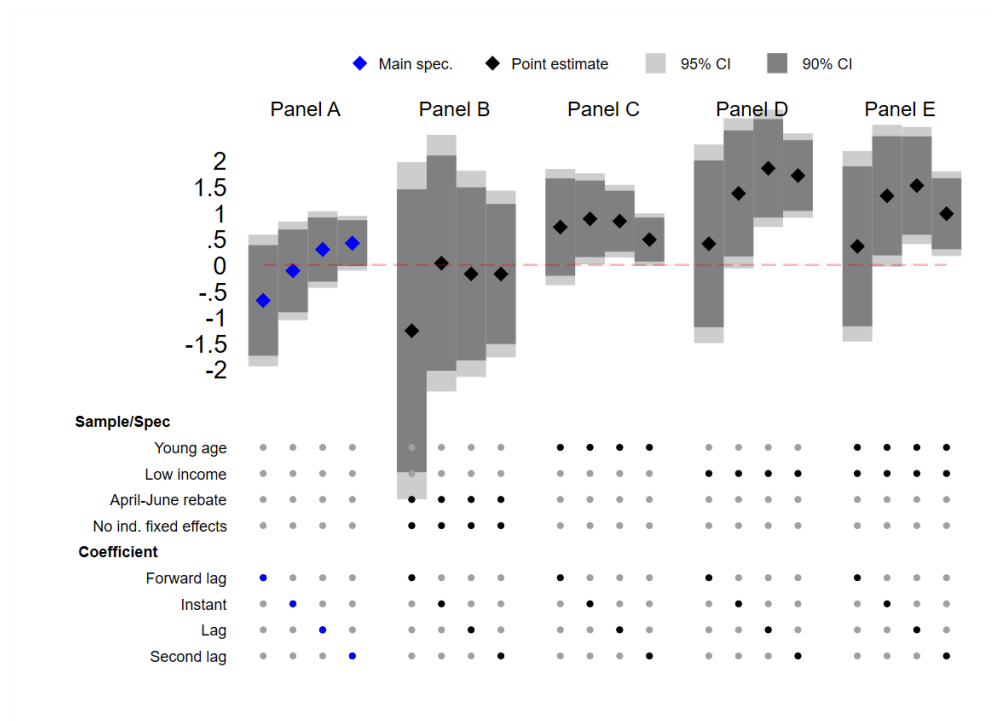 Main spec. Point estimate 95% CI 90% CI
Panel A Panel B Panel C Panel D Panel E
2
1.5
1
.5
0
-.5
-1
-1.5
-2
Sample/Spec
Young age
Low income
April-June rebate
No ind. fixed effects
Coefficient
Forward lag
Instant
Lag
Second lag